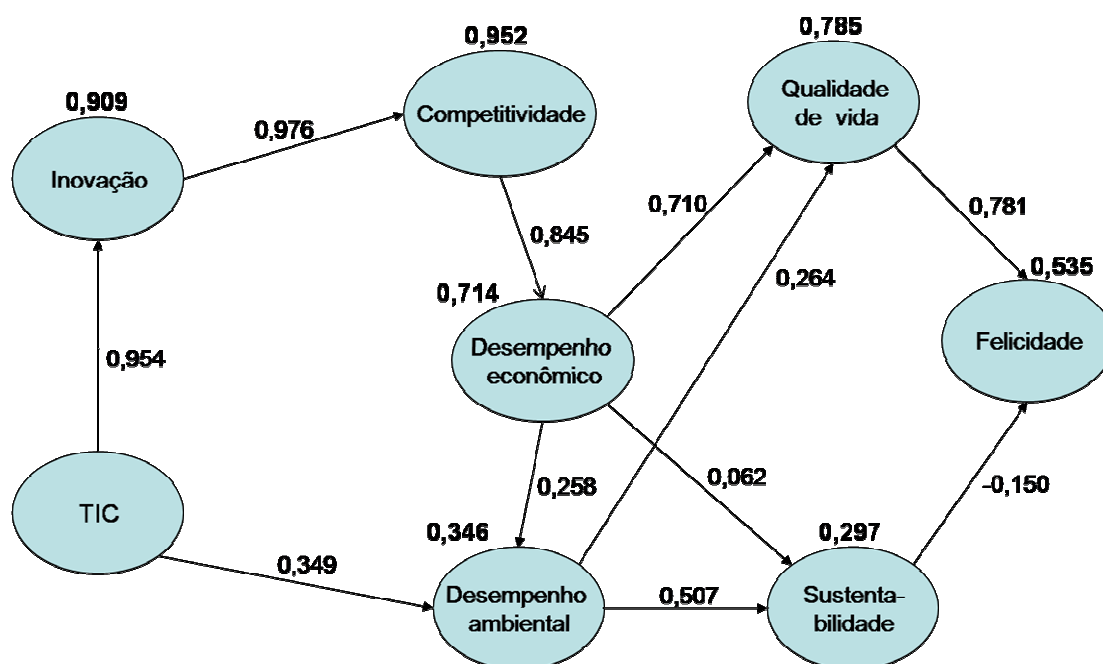 0,952
0,785
0,909
Competitividade
Qualidade
de vida
0,976
Inovação
0,710
0,781
0,845
0,264
0,535
0,714
Desempenho
econômico
Felicidade
0,954
0,258
0,062
-0,150
TIC
0,346
0,297
0,349
Desempenho
ambiental
0,507
Sustenta-
bilidade